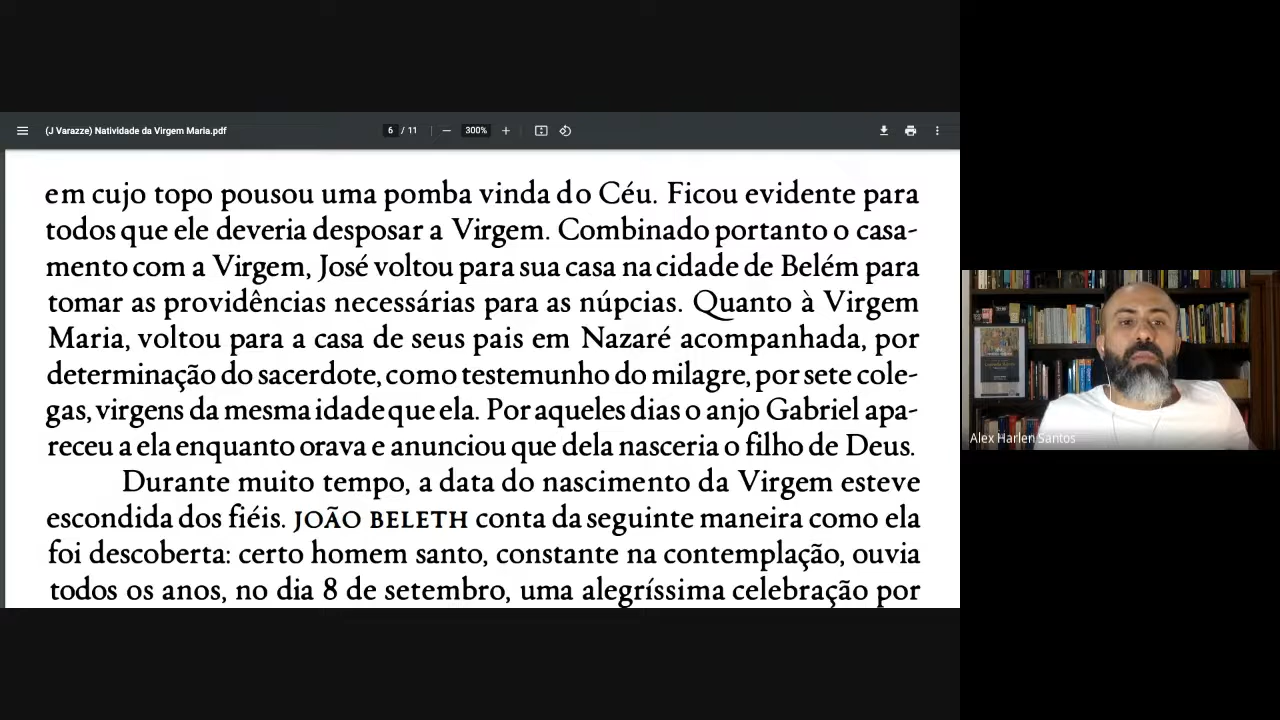 (J Varazze) Natividade da Virgem Maria.pdf
6 / 11
300%
em cujo topo pousou uma pomba vinda do Céu. Ficou evidente para
todos que ele deveria desposar a Virgem. Combinado portanto o casa-
mento com a Virgem, José voltou para sua casa na cidade de Belém para
tomar as providências necessárias para as núpcias. Quanto à Virgem
Maria, voltou para a casa de seus pais em Nazaré acompanhada, por
determinação do sacerdote, como testemunho do milagre, por sete cole-
gas, virgens da mesma idade que ela. Por aqueles dias o anjo Gabriel apa-
receu a ela enquanto orava e anunciou que dela nasceria o filho de Deus.
Durante muito tempo, a data do nascimento da Virgem esteve
escondida dos fiéis. JOÃO BELETH conta da seguinte maneira como ela
foi descoberta: certo homem santo, constante na contemplação, ouvia
todos os anos, no dia 8 de setembro, uma alegríssima celebração por
Alex Harlen Santos